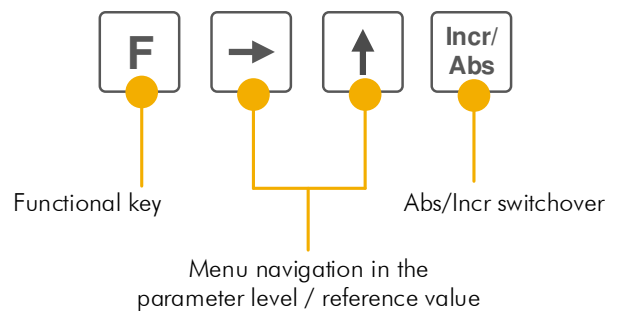 F
Incr/
Abs
Functional key
Abs/Incr switchover
Menu navigation in the
parameter level / reference value